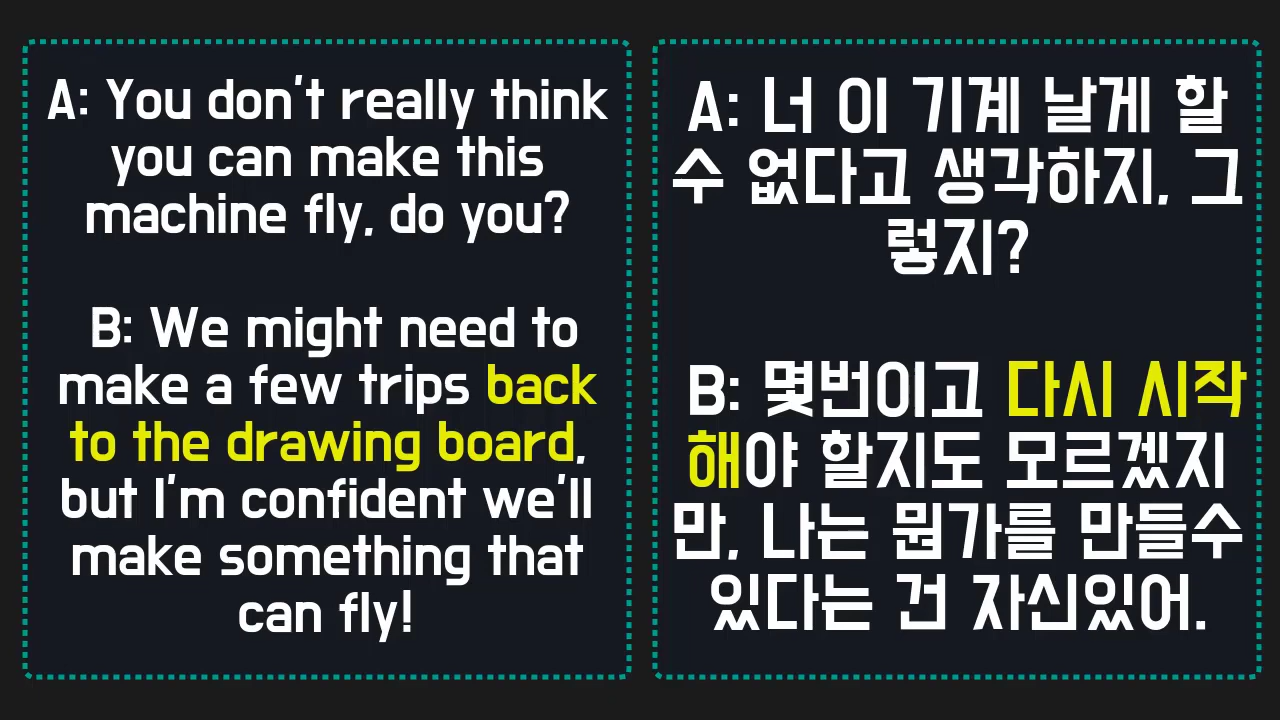 A: You don't really think
you can make this
machine fly, do you?
B: We might need to
make a few trips back
to the drawing board,
but I'm confident we'll
make something that
can fly!
A: 너 이 기계 날게 할
수 없다고 생각하지, 그
렇지?
B: 몇번이고 다시 시작
해야 할지도 모르겠지
만, 나는 뭔가를 만들수
있다는 건 자신있어.